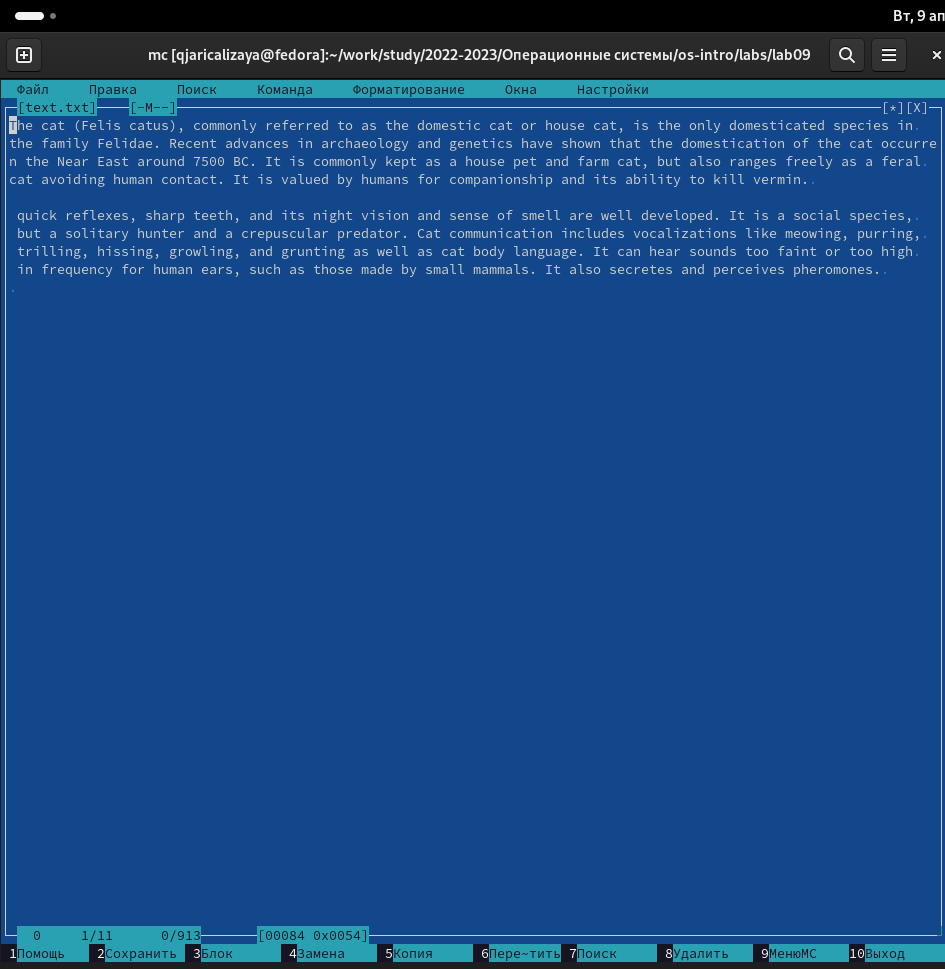 Вт, 9 ап
mc [qjaricalizaya@fedora]:~/work/study/2022-2023/Операционные системы/os-intro/labs/lab09
Файл Правка Поиск Команда Форматирование Окна Настройки
[text.txt] [-M--] [*][X]
The cat (Felis catus), commonly referred to as the domestic cat or house cat, is the only domesticated species in.
the family Felidae. Recent advances in archaeology and genetics have shown that the domestication of the cat occurre
n the Near East around 7500 BC. It is commonly kept as a house pet and farm cat, but also ranges freely as a feral.
cat avoiding human contact. It is valued by humans for companionship and its ability to kill vermin..
quick reflexes, sharp teeth, and its night vision and sense of smell are well developed. It is a social species,.
but a solitary hunter and a crepuscular predator. Cat communication includes vocalizations like meowing, purring,.
trilling, hissing, growling, and grunting as well as cat body language. It can hear sounds too faint or too high.
in frequency for human ears, such as those made by small mammals. It also secretes and perceives pheromones..
.
0 1/11 0/913 [00084 0x0054]
1Помощь 2Сохранить 3Блок 4Замена 5Копия 6Пере~тить 7Поиск 8Удалить 9МенюМС 10Выход